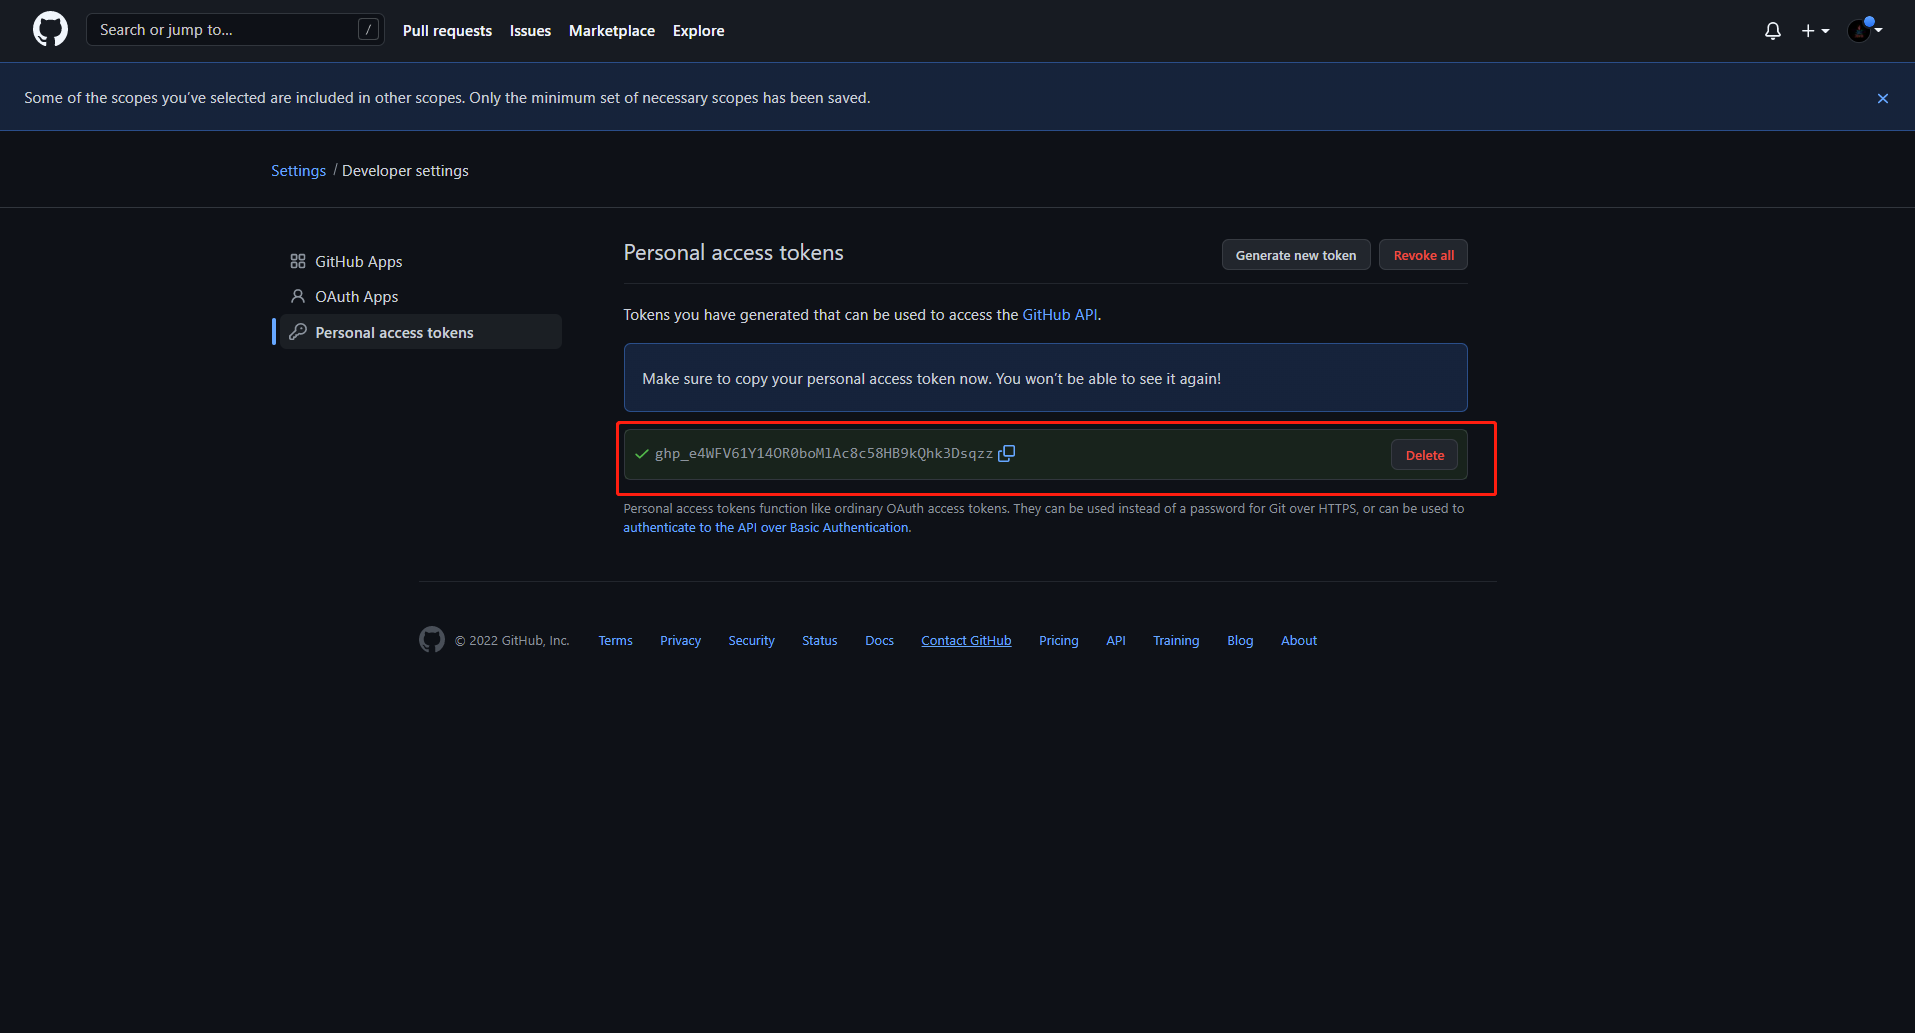 Search or jump to... /
Pull requests
Issues
Marketplace
Explore
Some of the scopes you’ve selected are included in other scopes. Only the minimum set of necessary scopes has been saved.
Settings / Developer settings
GitHub Apps
OAuth Apps
Personal access tokens
Personal access tokens
Generate new token
Revoke all
Tokens you have generated that can be used to access the GitHub API.
Make sure to copy your personal access token now. You won’t be able to see it again!
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
Delete
Personal access tokens function like ordinary OAuth access tokens. They can be used instead of a password for Git over HTTPS, or can be used to
authenticate to the API over Basic Authentication.
© 2022 GitHub, Inc.
Terms
Privacy
Security
Status
Docs
Contact GitHub
Pricing
API
Training
Blog
About